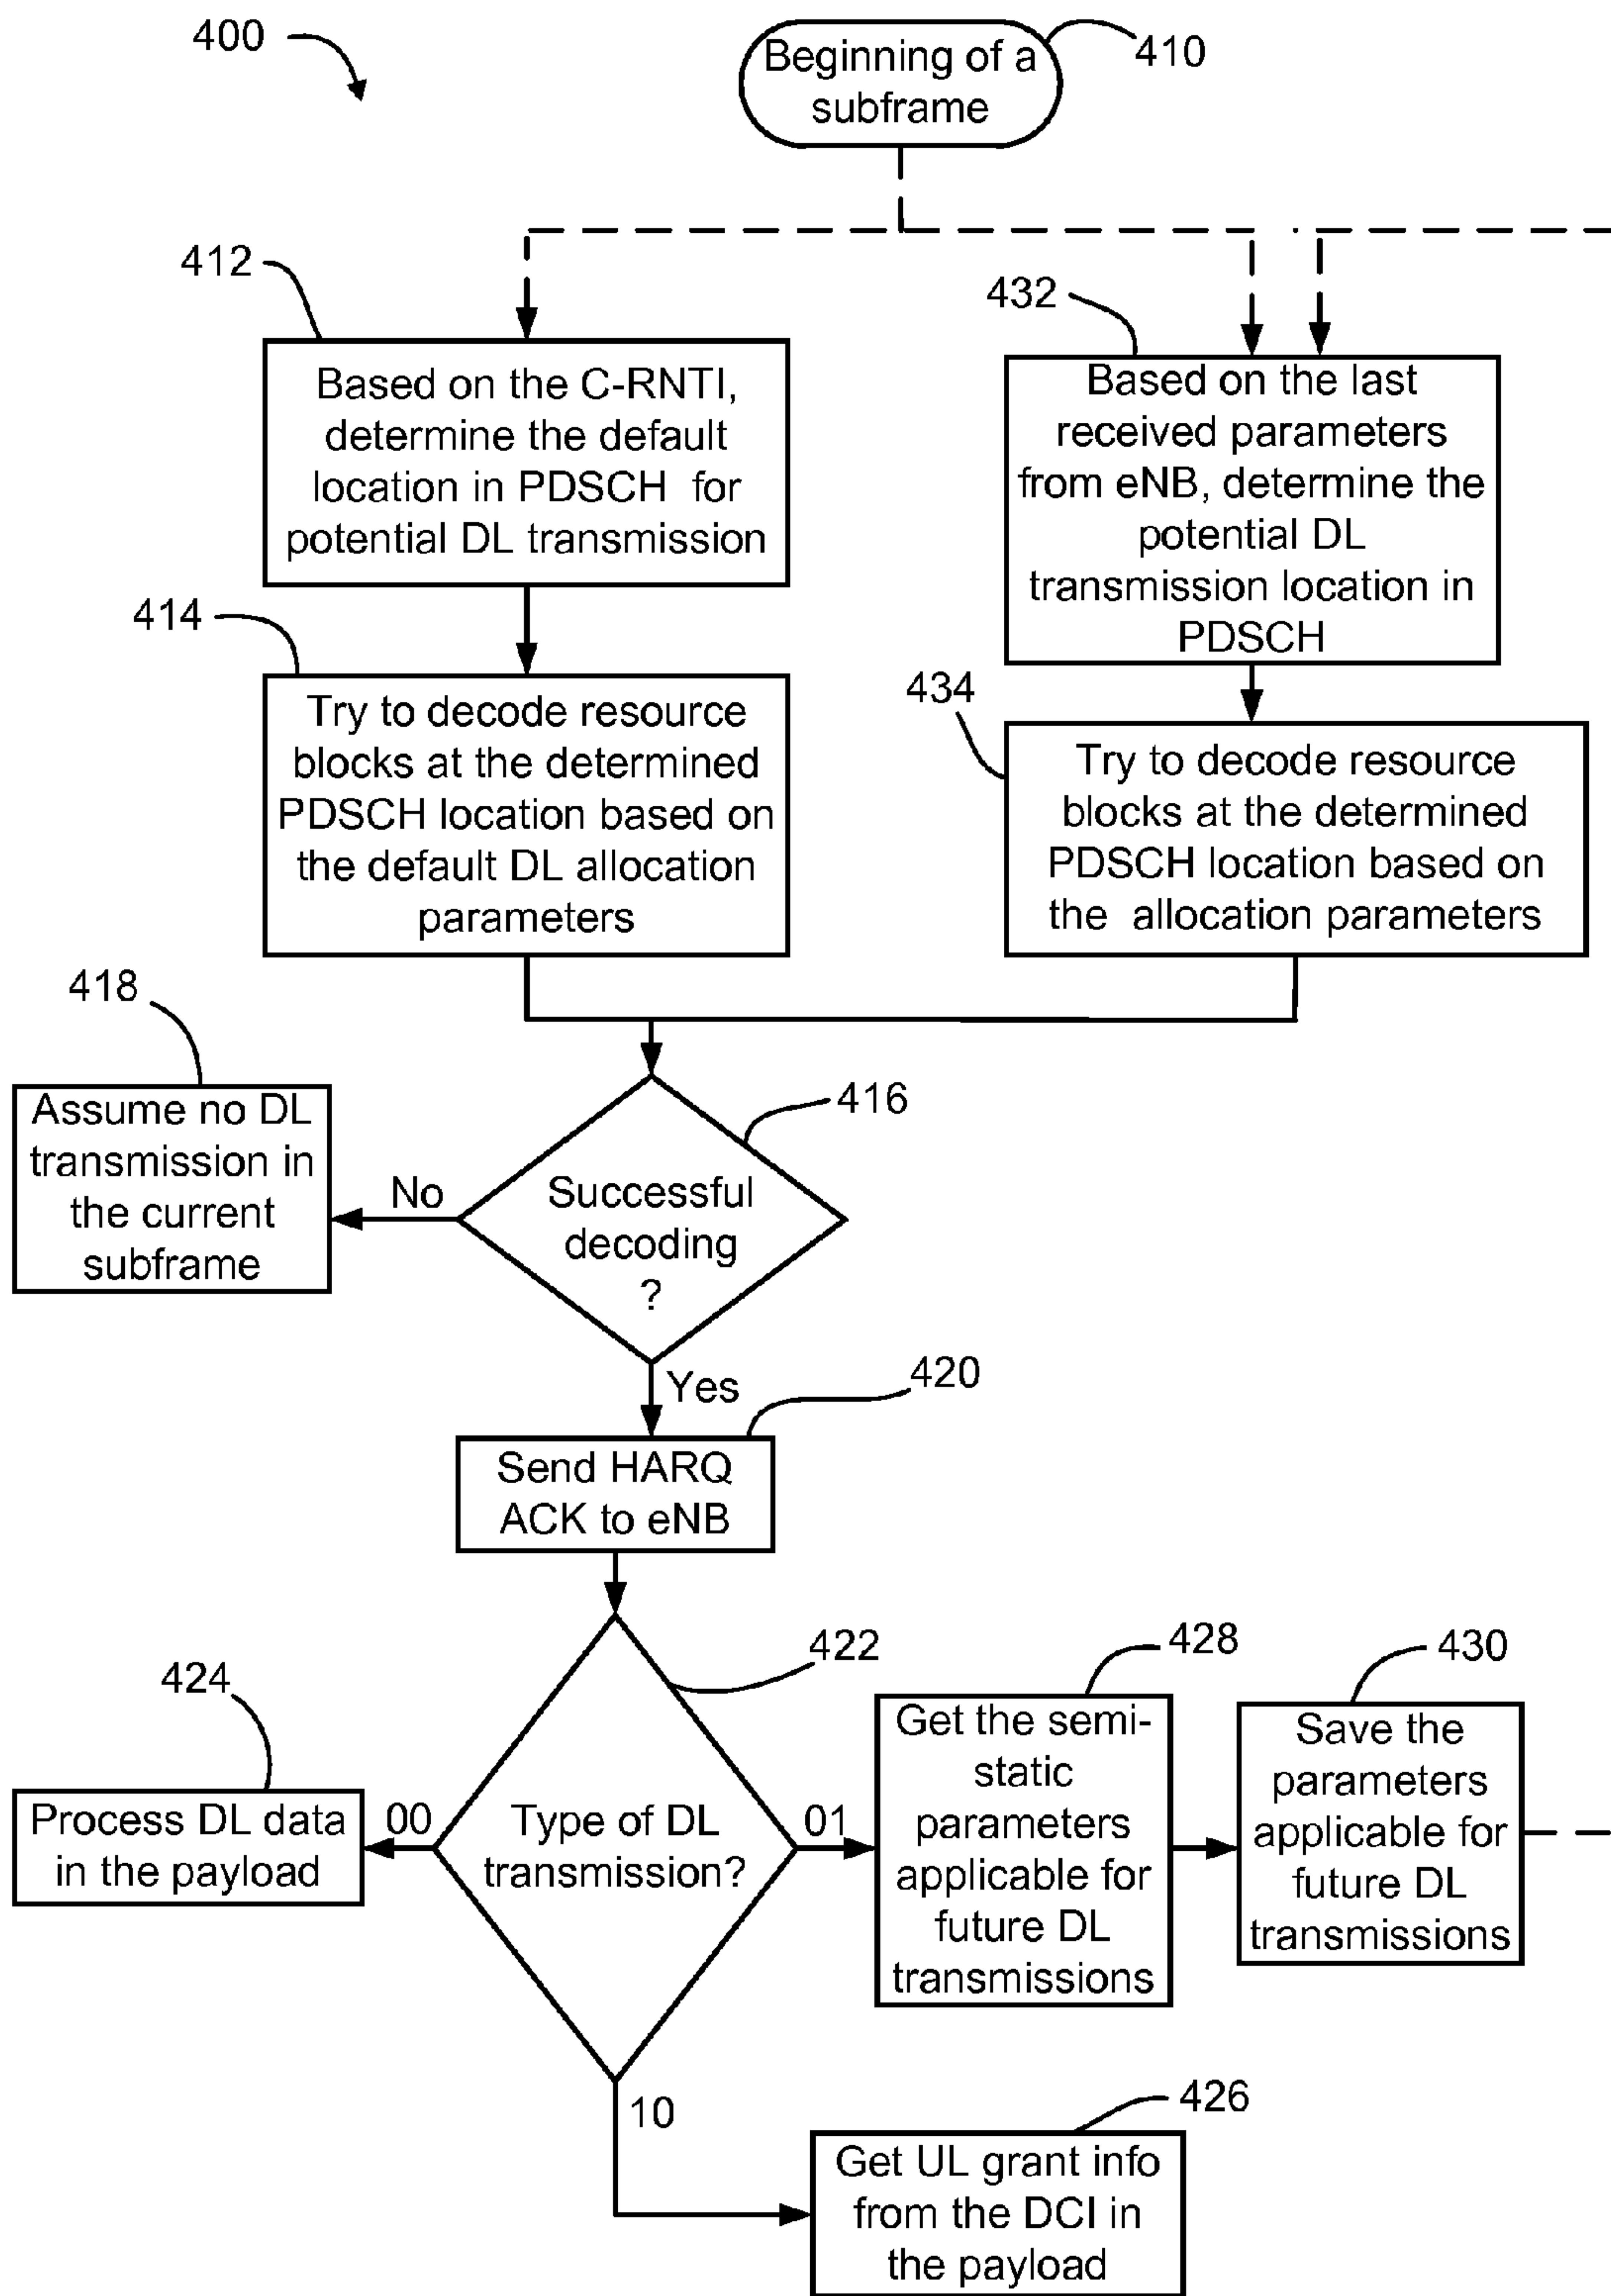 400
Beginning of a
subframe
410
412
Based on the C-RNTI,
determine the default
location in PDSCH for
potential DL transmission
432
Based on the last
received parameters
from eNB, determine the
potential DL
transmission location in
PDSCH
414
Try to decode resource
blocks at the determined
PDSCH location based on
the default DL allocation
parameters
434
Try to decode resource
blocks at the determined
PDSCH location based on
the allocation parameters
418
Assume no DL
transmission in
the current
subframe
No
416
Successful
decoding
?
Yes
420
Send HARQ
ACK to eNB
422
Type of DL
transmission?
424
Process DL data
in the payload
00
01
428
Get the semi-
static
parameters
applicable for
future DL
transmissions
430
Save the
parameters
applicable for
future DL
transmissions
10
426
Get UL grant info
from the DCI in
the payload